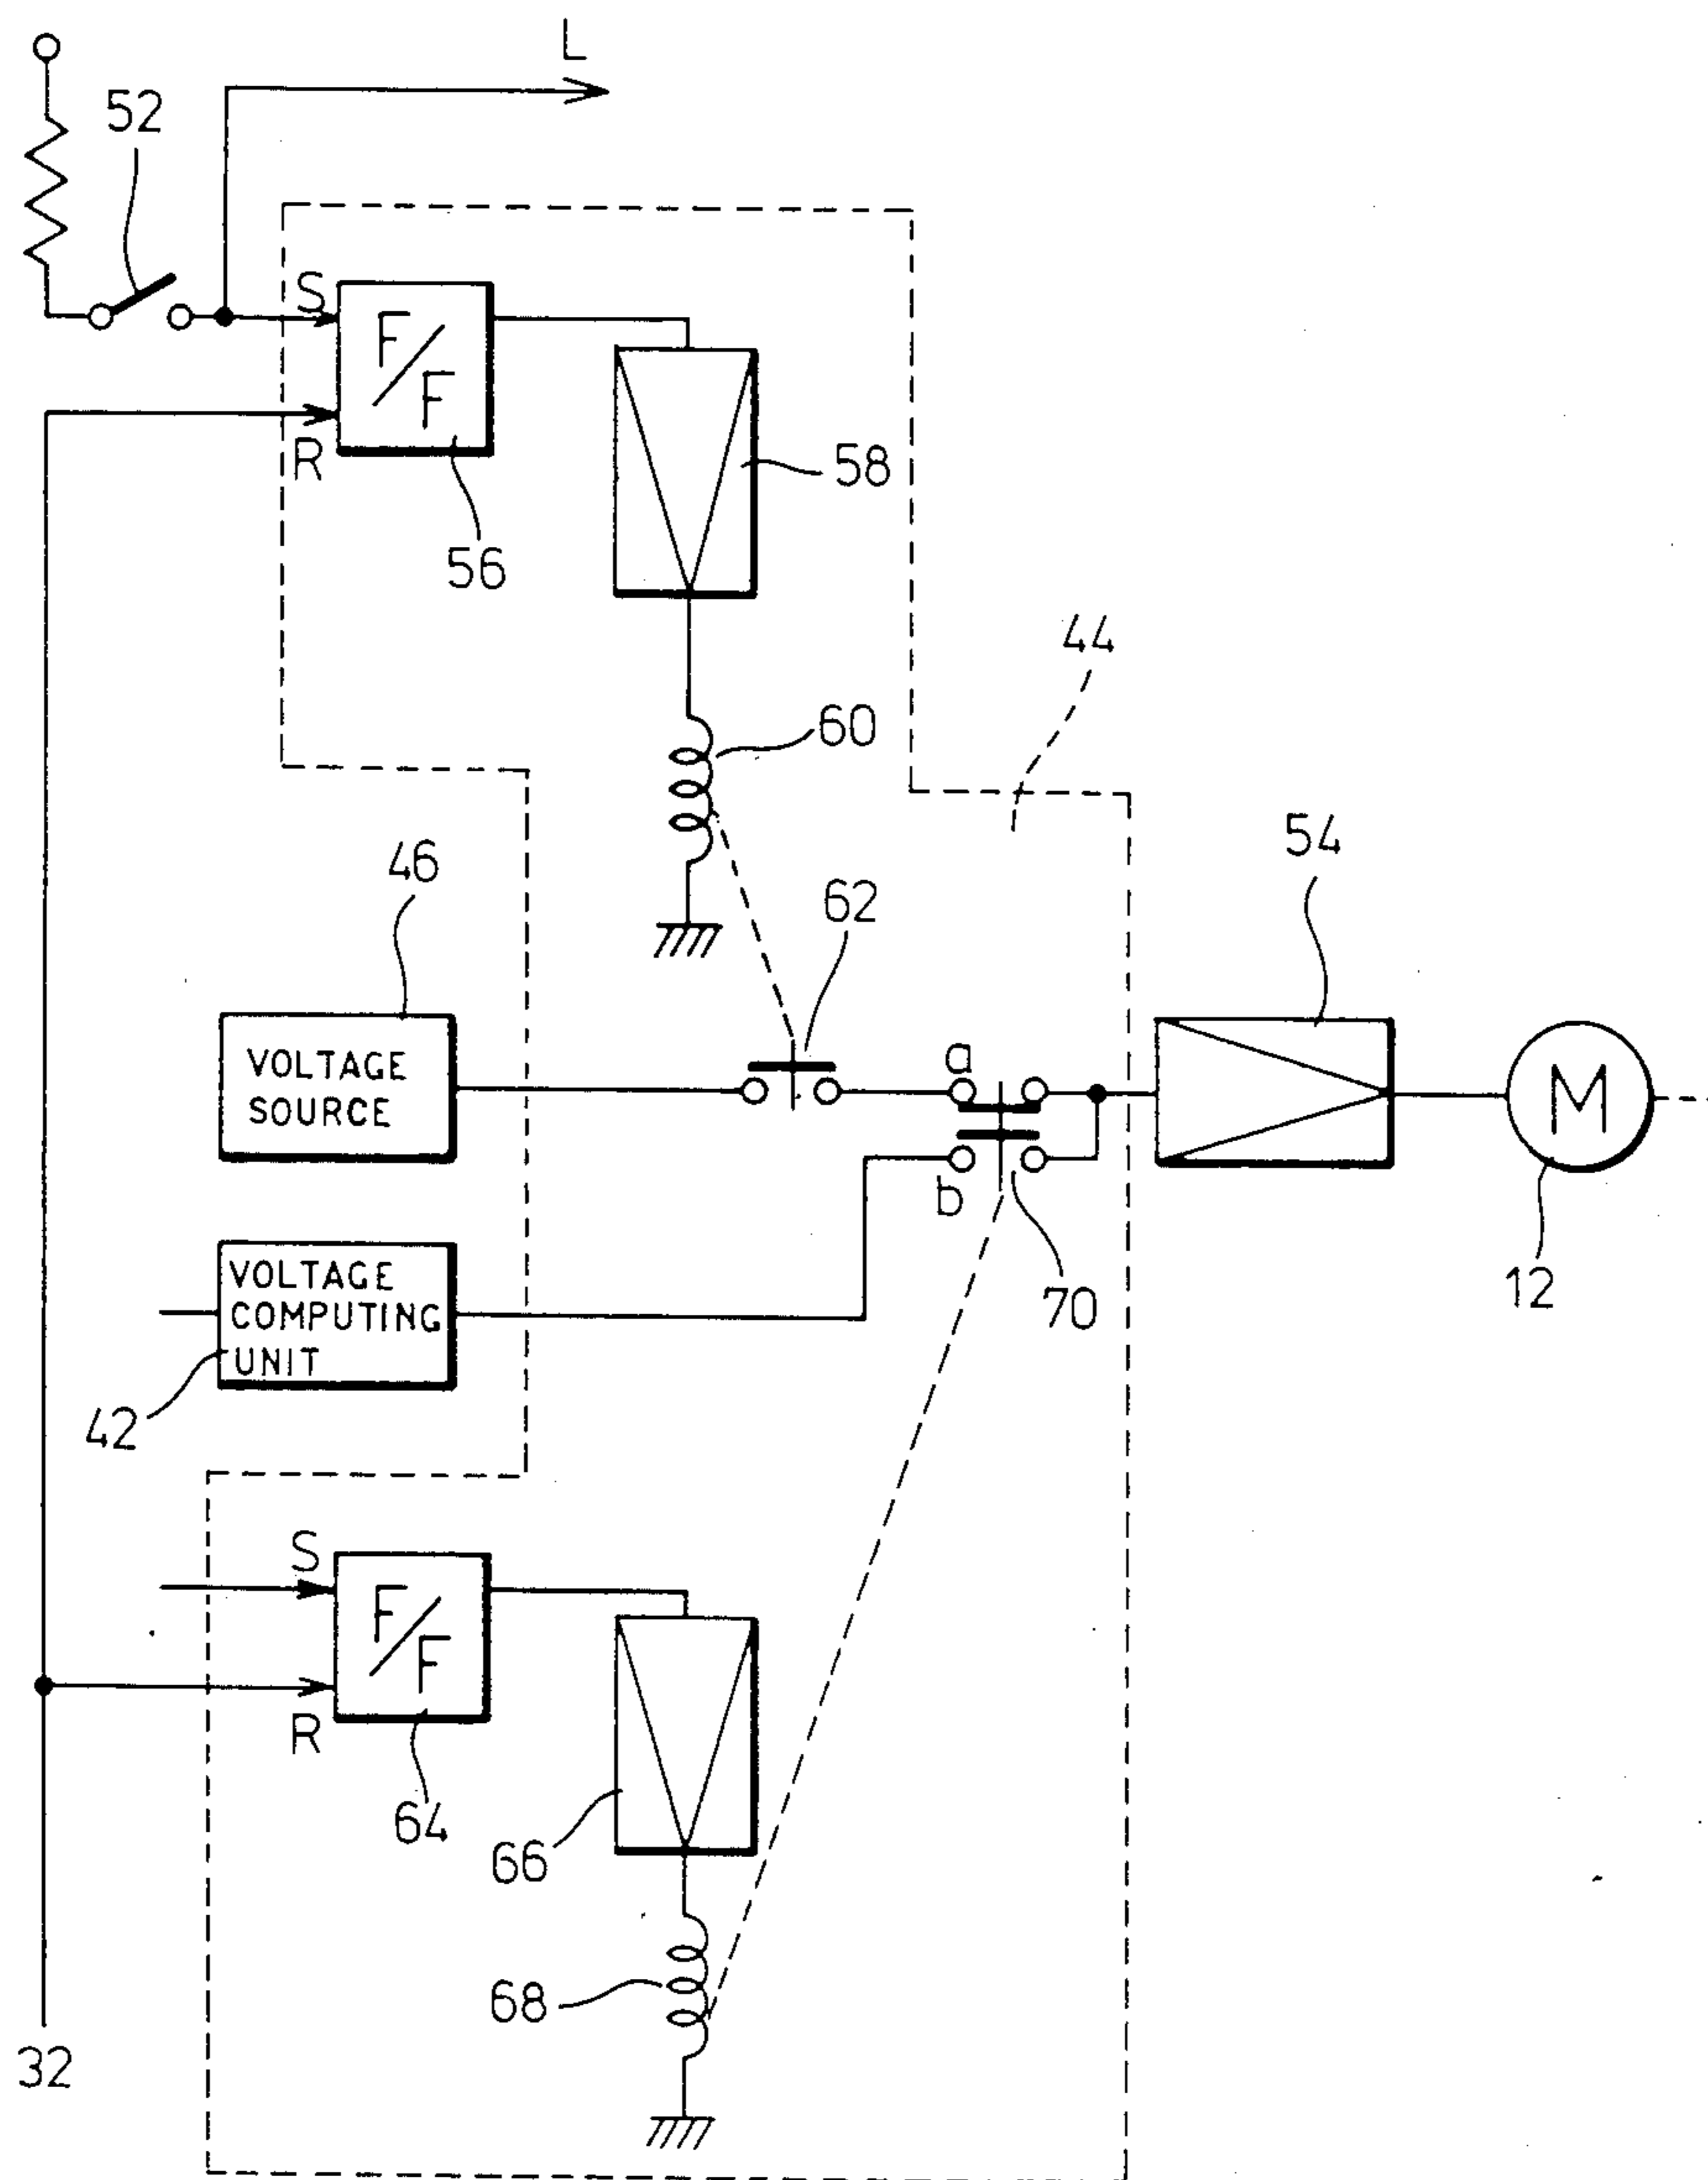 L
52
S
F/F
R
58
56
44
60
54
46
62
VOLTAGE
SOURCE
a
M
b
70
12
VOLTAGE
COMPUTING
UNIT
42
S
F/F
R
64
66
68
32